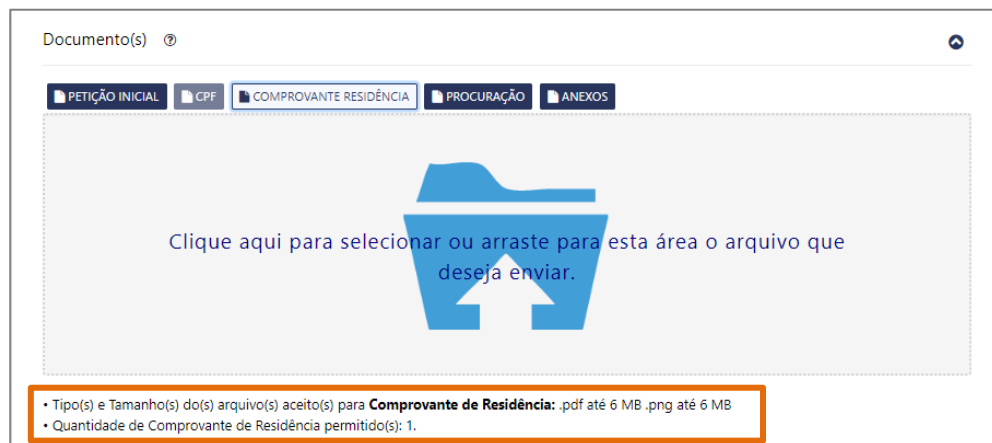 Documento(s) ?
PETIÇÃO INICIAL CPF COMPROVANTE RESIDÊNCIA PROCURAÇÃO ANEXOS
Clique aqui para selecionar ou arraste para esta área o arquivo que
deseja enviar.
• Tipo(s) e Tamanho(s) do(s) arquivo(s) aceito(s) para Comprovante de Residência: .pdf até 6 MB .png até 6 MB
• Quantidade de Comprovante de Residência permitido(s): 1.